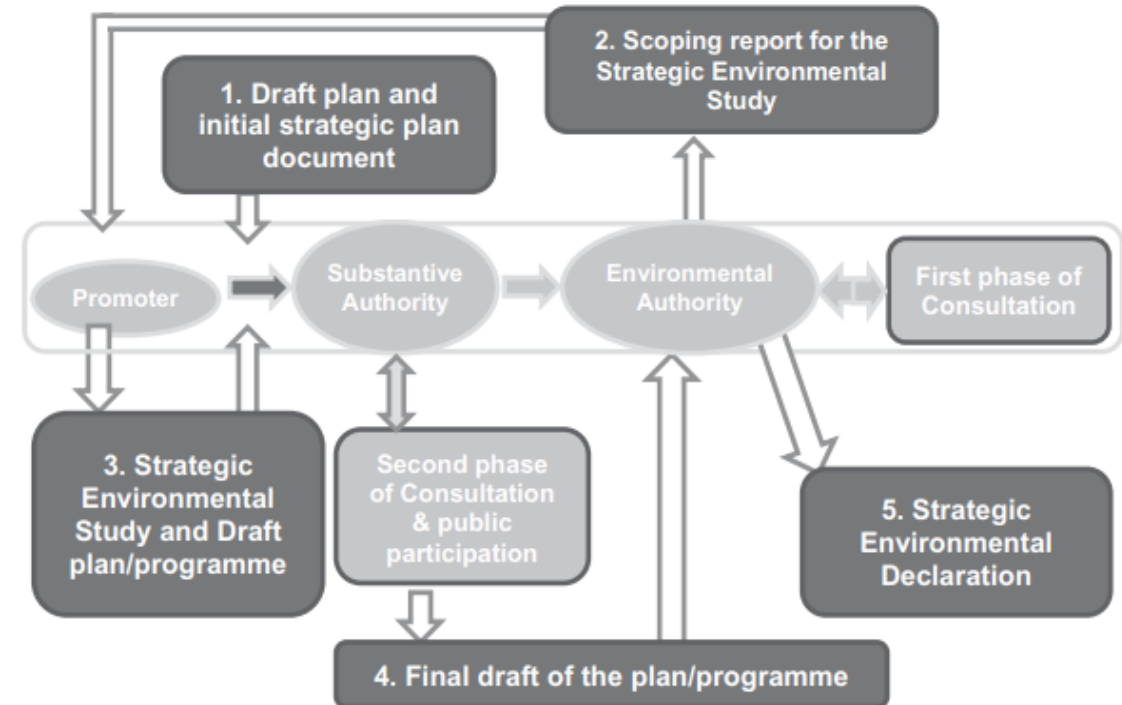 2. Scoping report for the
Strategic Environmental
Study
1. Draft plan and
initial strategic plan
document
Promoter
Substantive
Authority
Environmental
Authority
First phase of
Consultation
3. Strategic
Environmental
Study and Draft
plan/programme
Second phase
of Consultation
& public
participation
5. Strategic
Environmental
Declaration
4. Final draft of the plan/programme